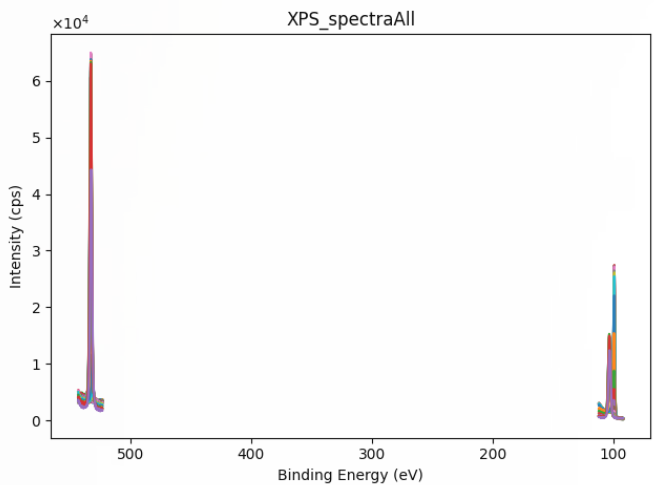 XPS_spectraAll
×10⁴
6
5
4
3
2
1
0
Intensity (cps)
500 400 300 200 100
Binding Energy (eV)